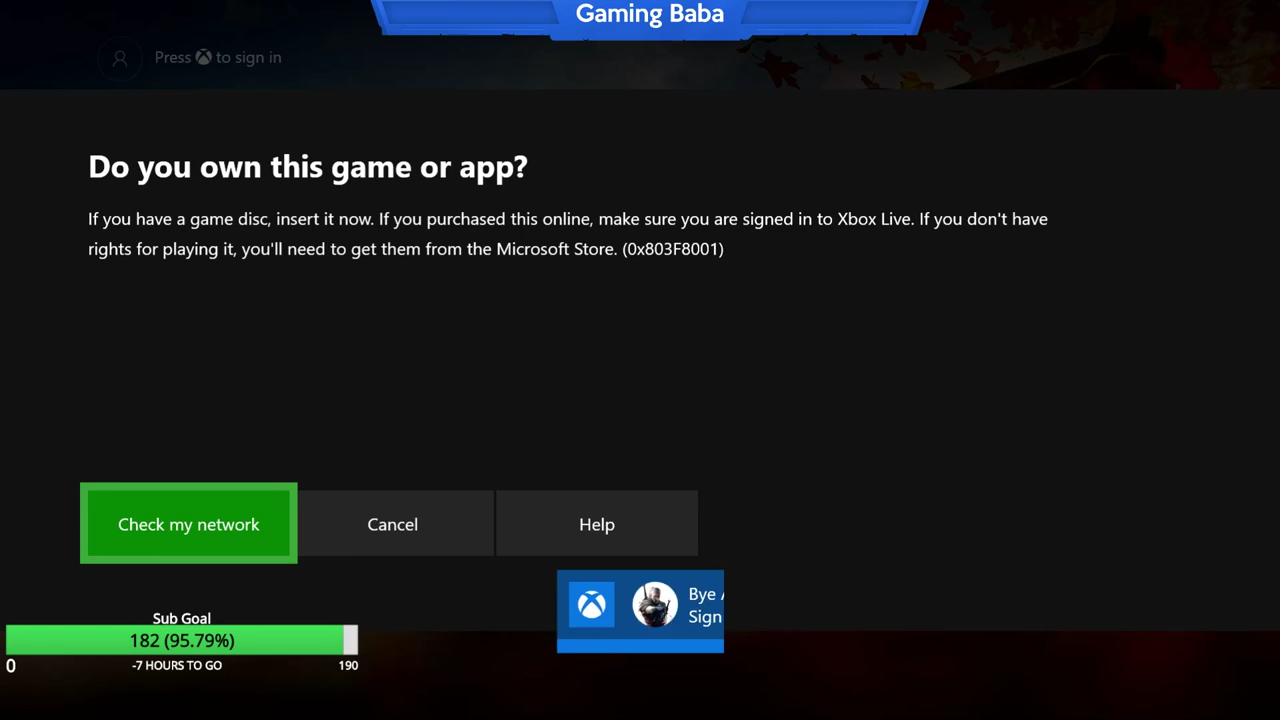 Gaming Baba
Press to sign in
Do you own this game or app?
If you have a game disc, insert it now. If you purchased this online, make sure you are signed in to Xbox Live. If you don't have
rights for playing it, you'll need to get them from the Microsoft Store. (0x803F8001)
Check my network
Cancel
Help
Bye
Sign
Sub Goal
182 (95.79%)
0
-7 HOURS TO GO
190